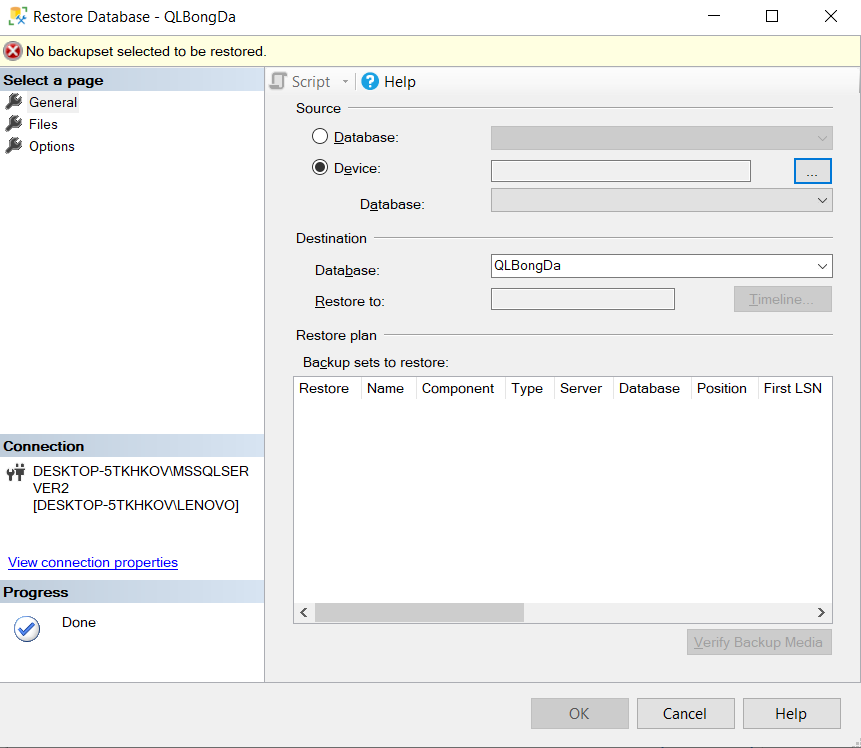 Restore Database - QLBongDa
No backupset selected to be restored.
Select a page
General
Files
Options
Script
Help
Source
Database:
Device:
...
Database:
Destination
Database:
QLBongDa
Restore to:
Timeline...
Restore plan
Backup sets to restore:
Restore Name Component Type Server Database Position First LSN
Connection
DESKTOP-5TKHKOV\MSSQLSER
VER2
[DESKTOP-5TKHKOV\LENOVO]
View connection properties
Progress
Done
Verify Backup Media
OK Cancel Help